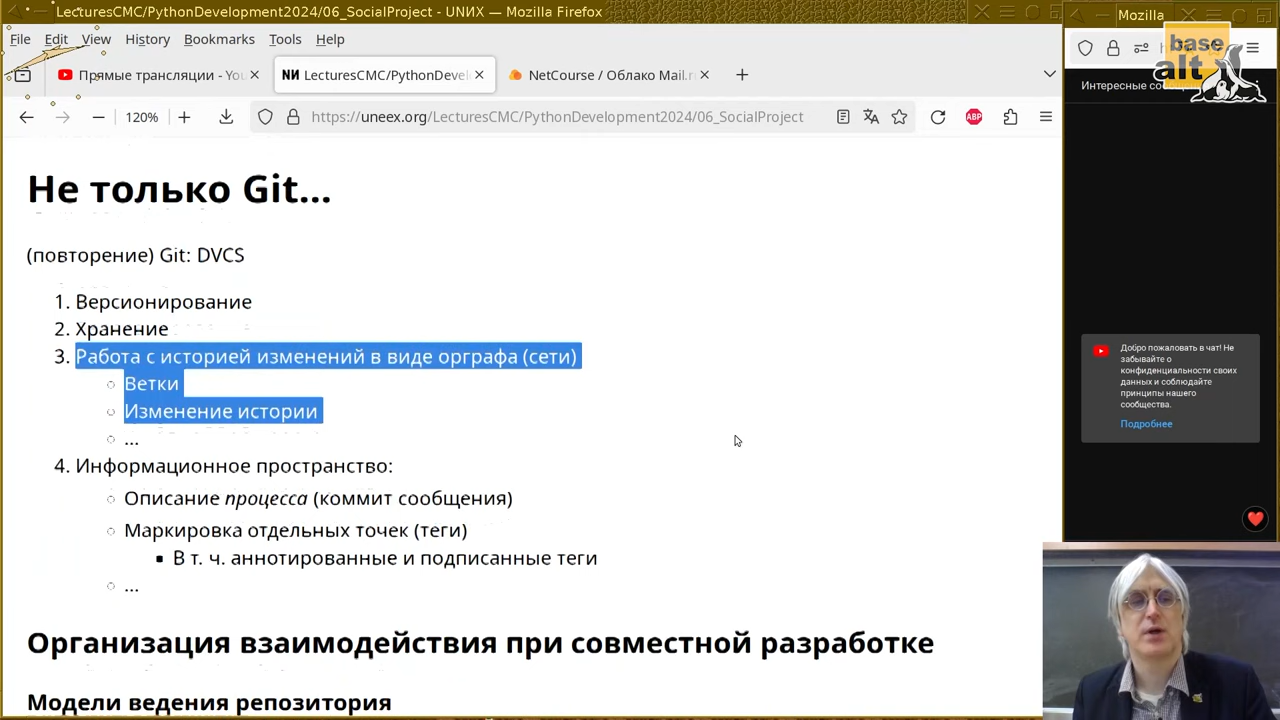 LecturesCMC/PythonDevelopment2024/06_SocialProject - UNИX — Mozilla Firefox
Mozilla
File Edit View History Bookmarks Tools Help
Прямые трансляции - You
NИ LecturesCMC/PythonDevel
NetCourse / Облако Mail.r
120%
https://uneex.org/LecturesCMC/PythonDevelopment2024/06_SocialProject
ABP
base
alt
Интересные
Не только Git...
(повторение) Git: DVCS
1. Версионирование
2. Хранение
3. Работа с историей изменений в виде орграфа (сети)
Ветки
Изменение истории
...
4. Информационное пространство:
Описание процесса (коммит сообщения)
Маркировка отдельных точек (теги)
В т. ч. аннотированные и подписанные теги
...
Организация взаимодействия при совместной разработке
Модели ведения репозитория
Добро пожаловать в чат! Не
забывайте о
конфиденциальности своих
данных и соблюдайте
принципы нашего
сообщества.
Подробнее